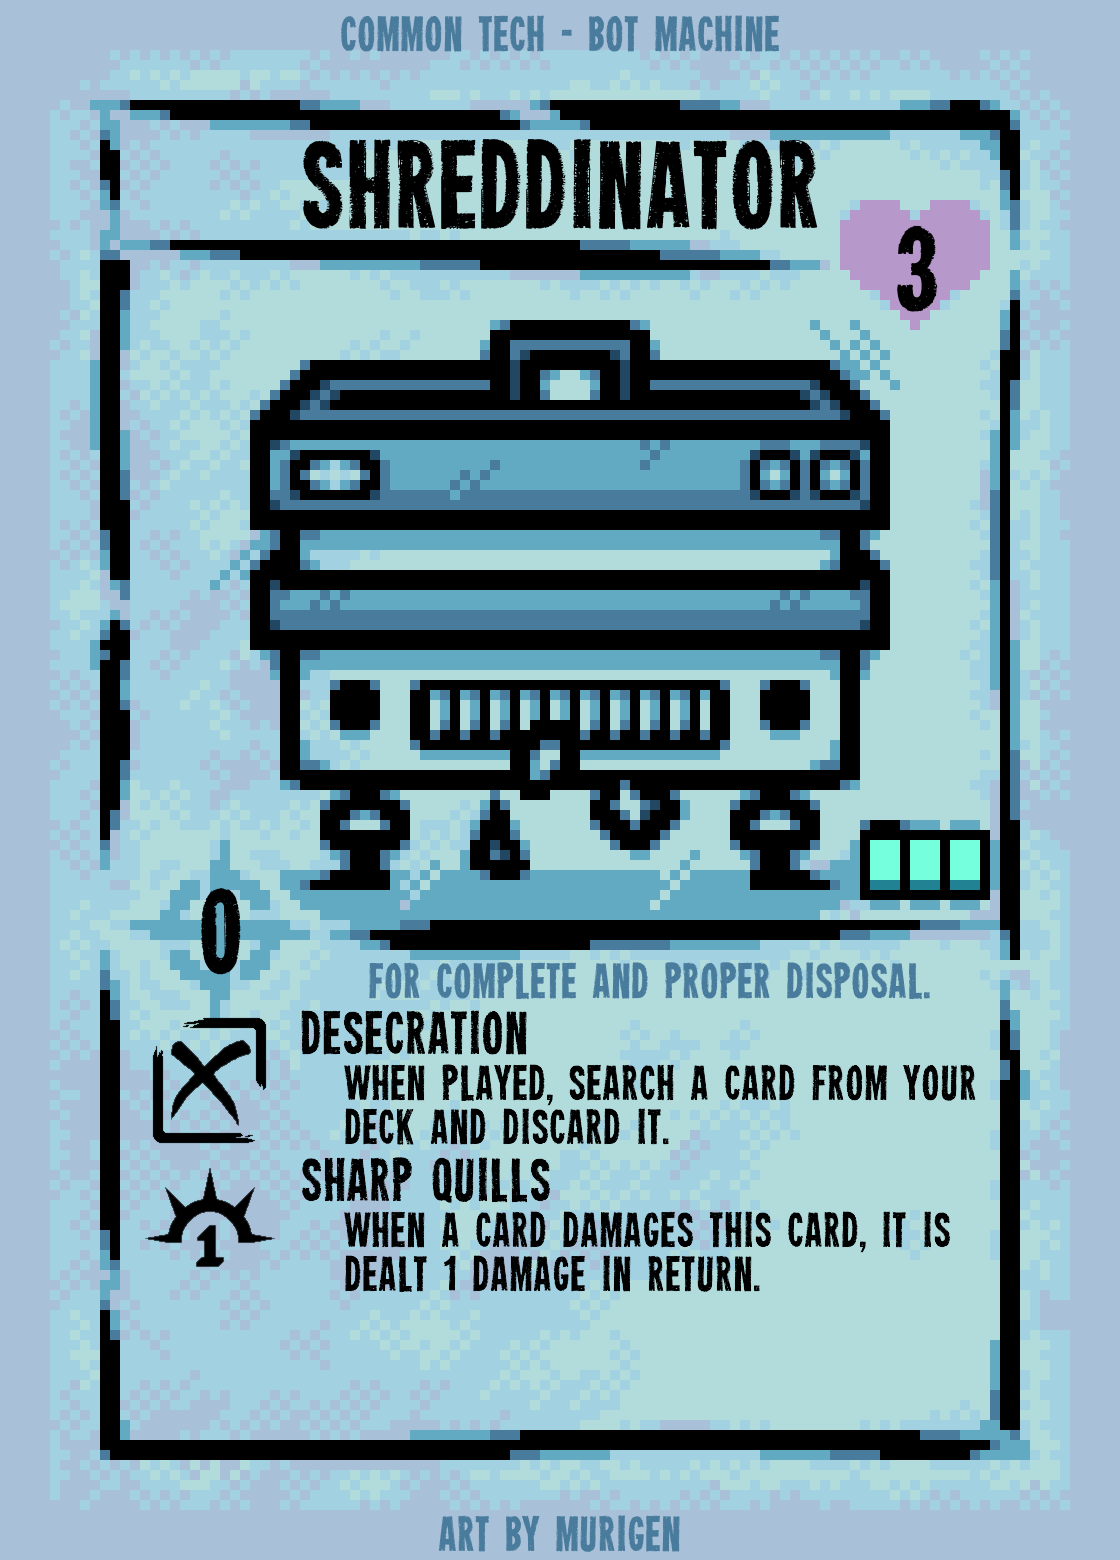 COMMON TECH - BOT MACHINE
SHREDDINATOR
3
0
FOR COMPLETE AND PROPER DISPOSAL.
DESECRATION
WHEN PLAYED, SEARCH A CARD FROM YOUR
DECK AND DISCARD IT.
SHARP QUILLS
1
WHEN A CARD DAMAGES THIS CARD, IT IS
DEALT 1 DAMAGE IN RETURN.
ART BY MURIGEN